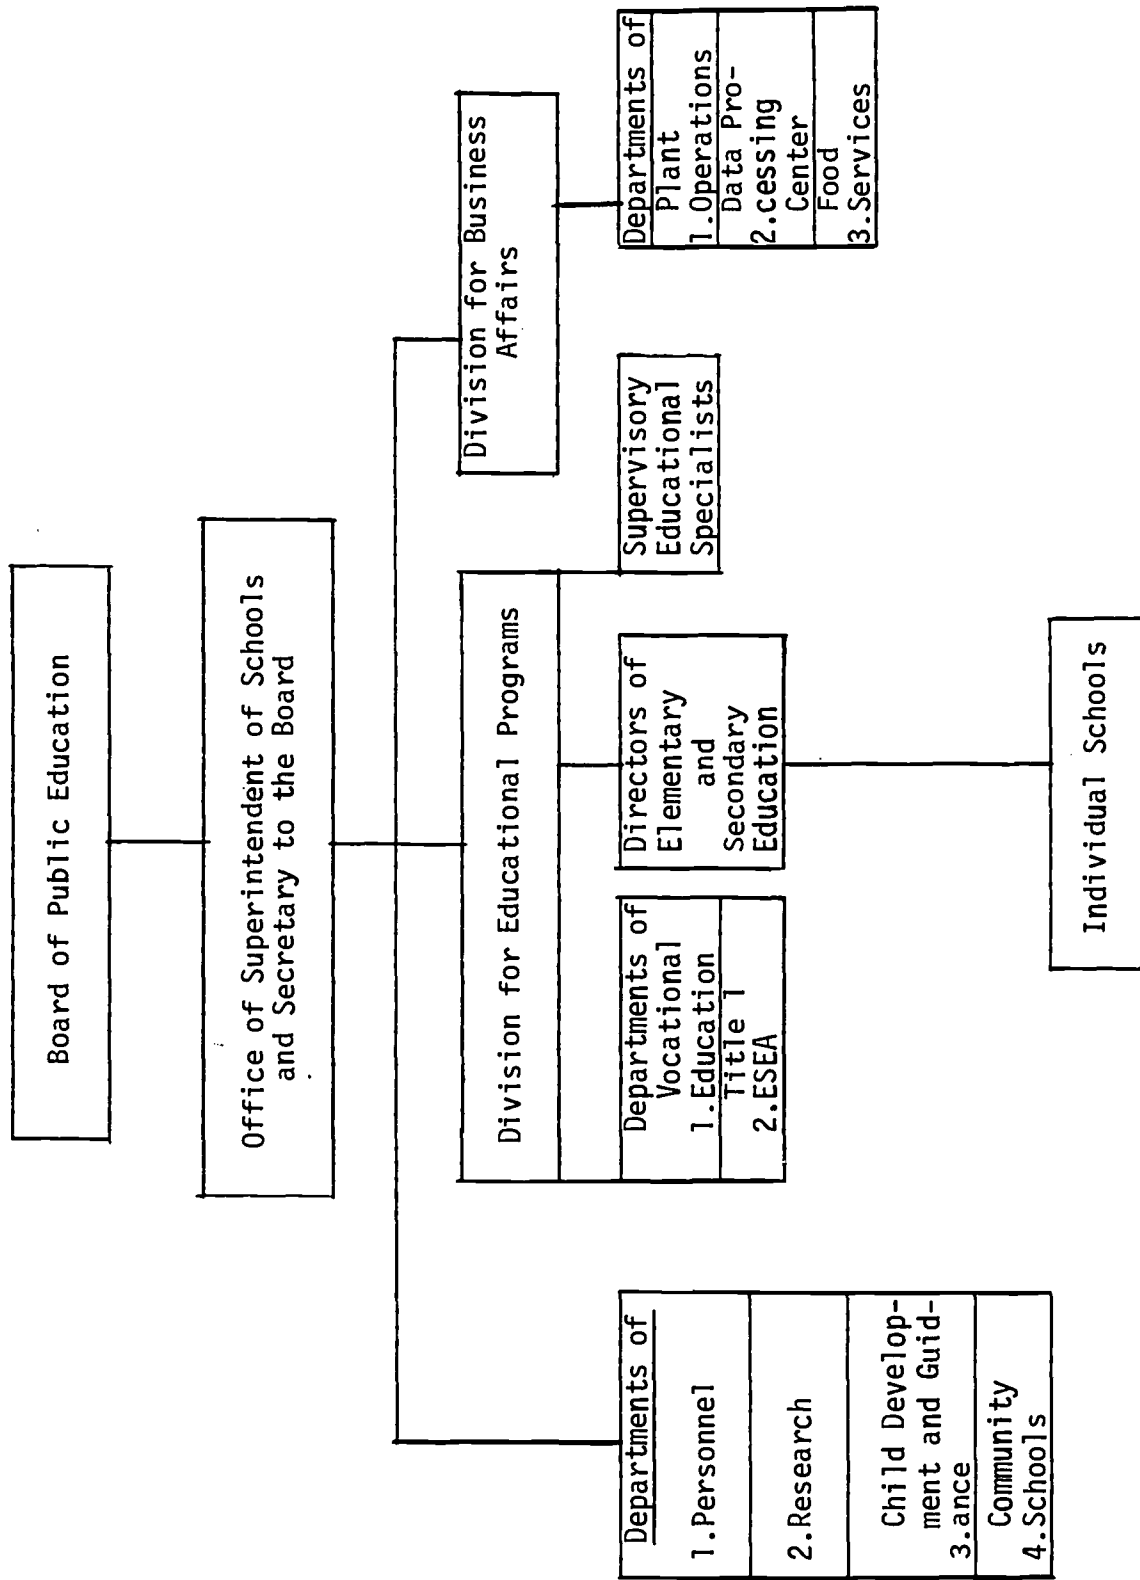 Board of Public Education
Office of Superintendent of Schools
and Secretary to the Board
Division for Educational Programs
Division for Business
Affairs
Departments of
1.Personnel
2.Research
Child Develop-
ment and Guid-
3.ance
Community
4.Schools
Departments of
Vocational
1.Education
Title 1
2.ESEA
Directors of
Elementary
and
Secondary
Education
Supervisory
Educational
Specialists
Departments of
Plant
1.Operations
Data Pro-
2.cessing
Center
Food
3.Services
Individual Schools